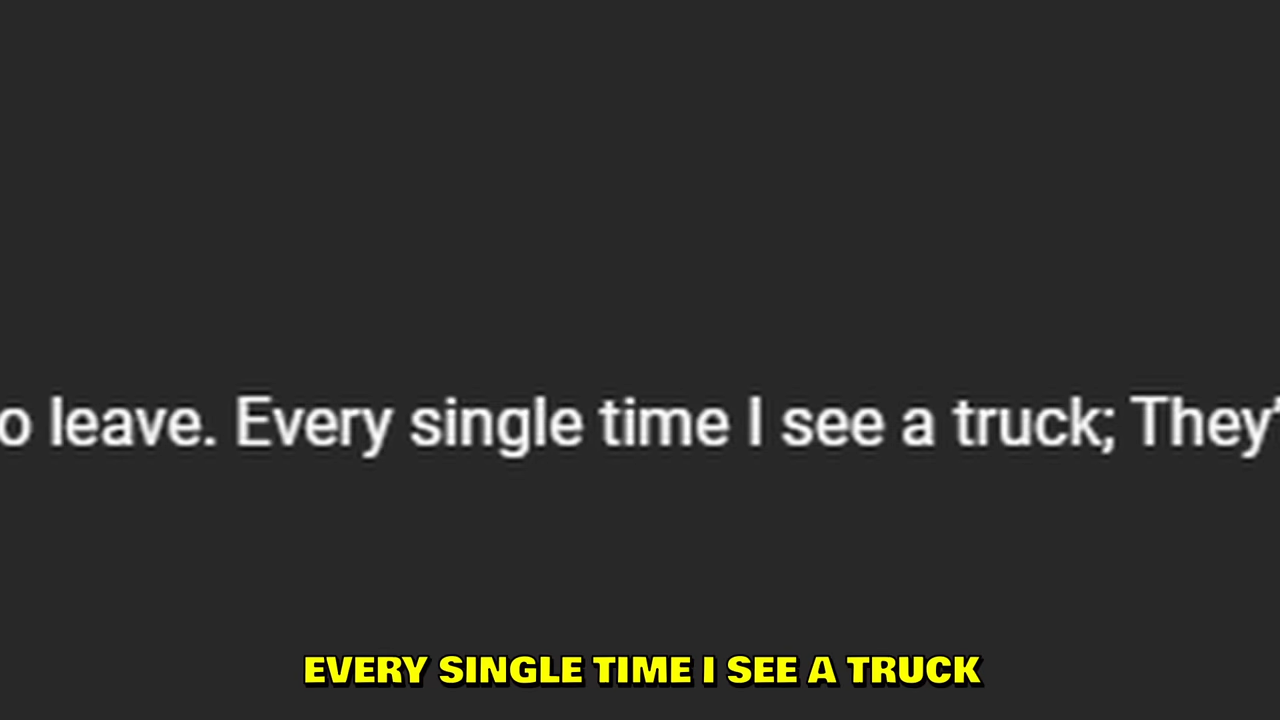 o leave. Every single time I see a truck; They'
EVERY SINGLE TIME I SEE A TRUCK